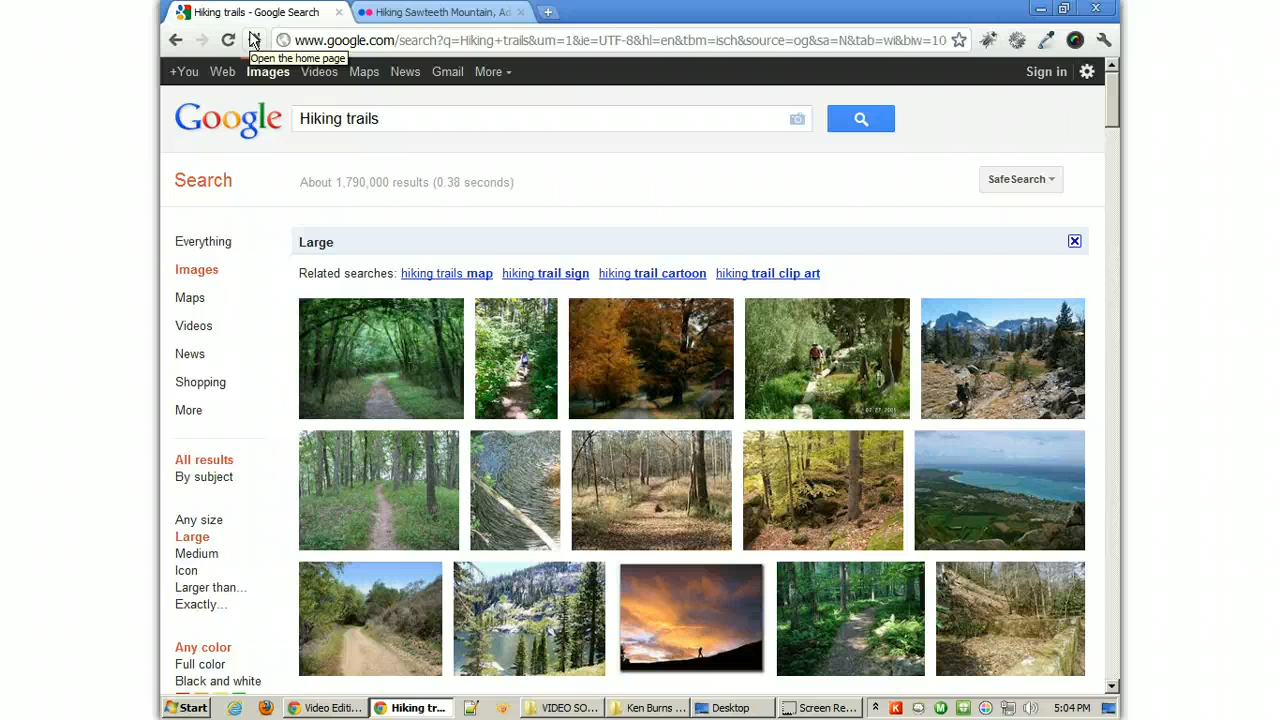 Hiking trails - Google Search
Hiking Sawteeth Mountain, Ad
www.google.com/search?q=Hiking+trails&um=1&ie=UTF-8&hl=en&tbm=isch&source=og&sa=N&tab=wi&biw=10
Open the home page
+You Web Images Videos Maps News Gmail More
Sign in
Google
Hiking trails
Search
About 1,790,000 results (0.38 seconds)
SafeSearch
Everything
Images
Maps
Videos
News
Shopping
More
All results
By subject
Any size
Large
Medium
Icon
Larger than...
Exactly...
Any color
Full color
Black and white
Large
Related searches: hiking trails map hiking trail sign hiking trail cartoon hiking trail clip art
Start
Video Editi...
Hiking tr...
VIDEO SO...
Ken Burns ...
Desktop
Screen Re...
5:04 PM